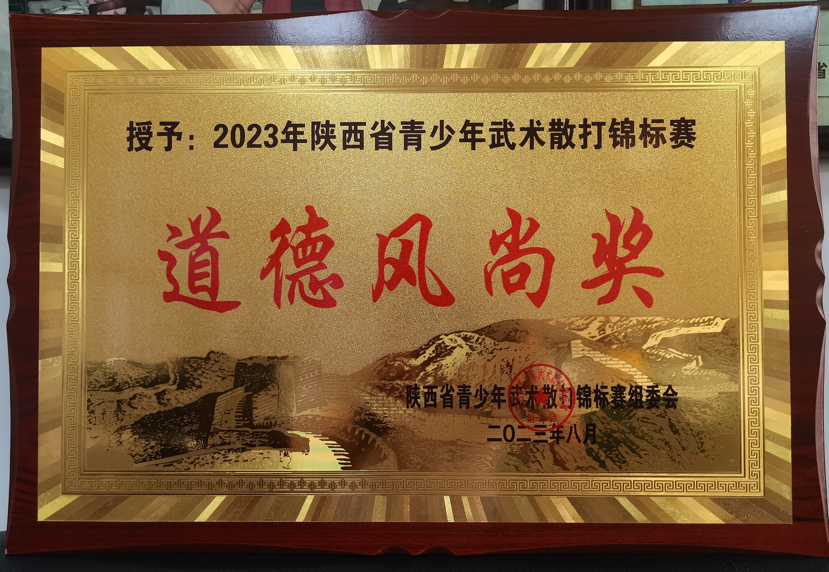 授予：2023年陕西省青少年武术散打锦标赛
道德风尚奖
陕西省青少年武术散打锦标赛组委会
二〇二三年八月
省